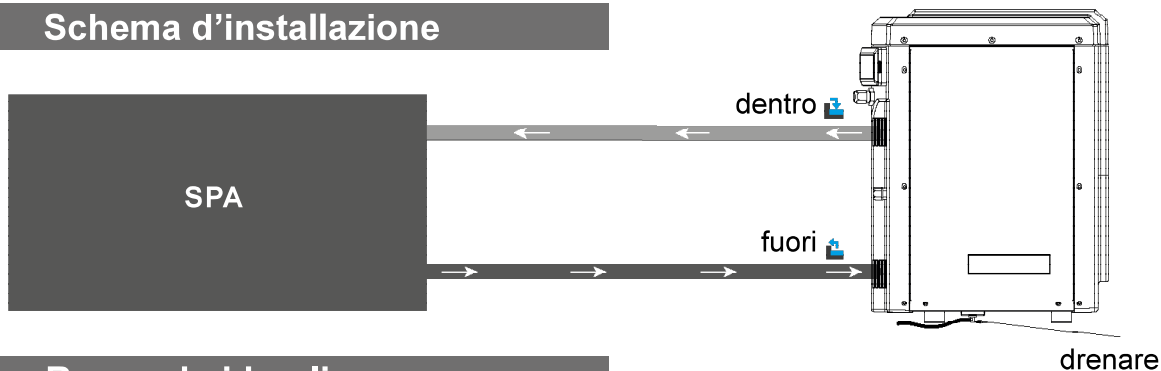 Schema d’installazione
dentro
SPA
fuori
drenare